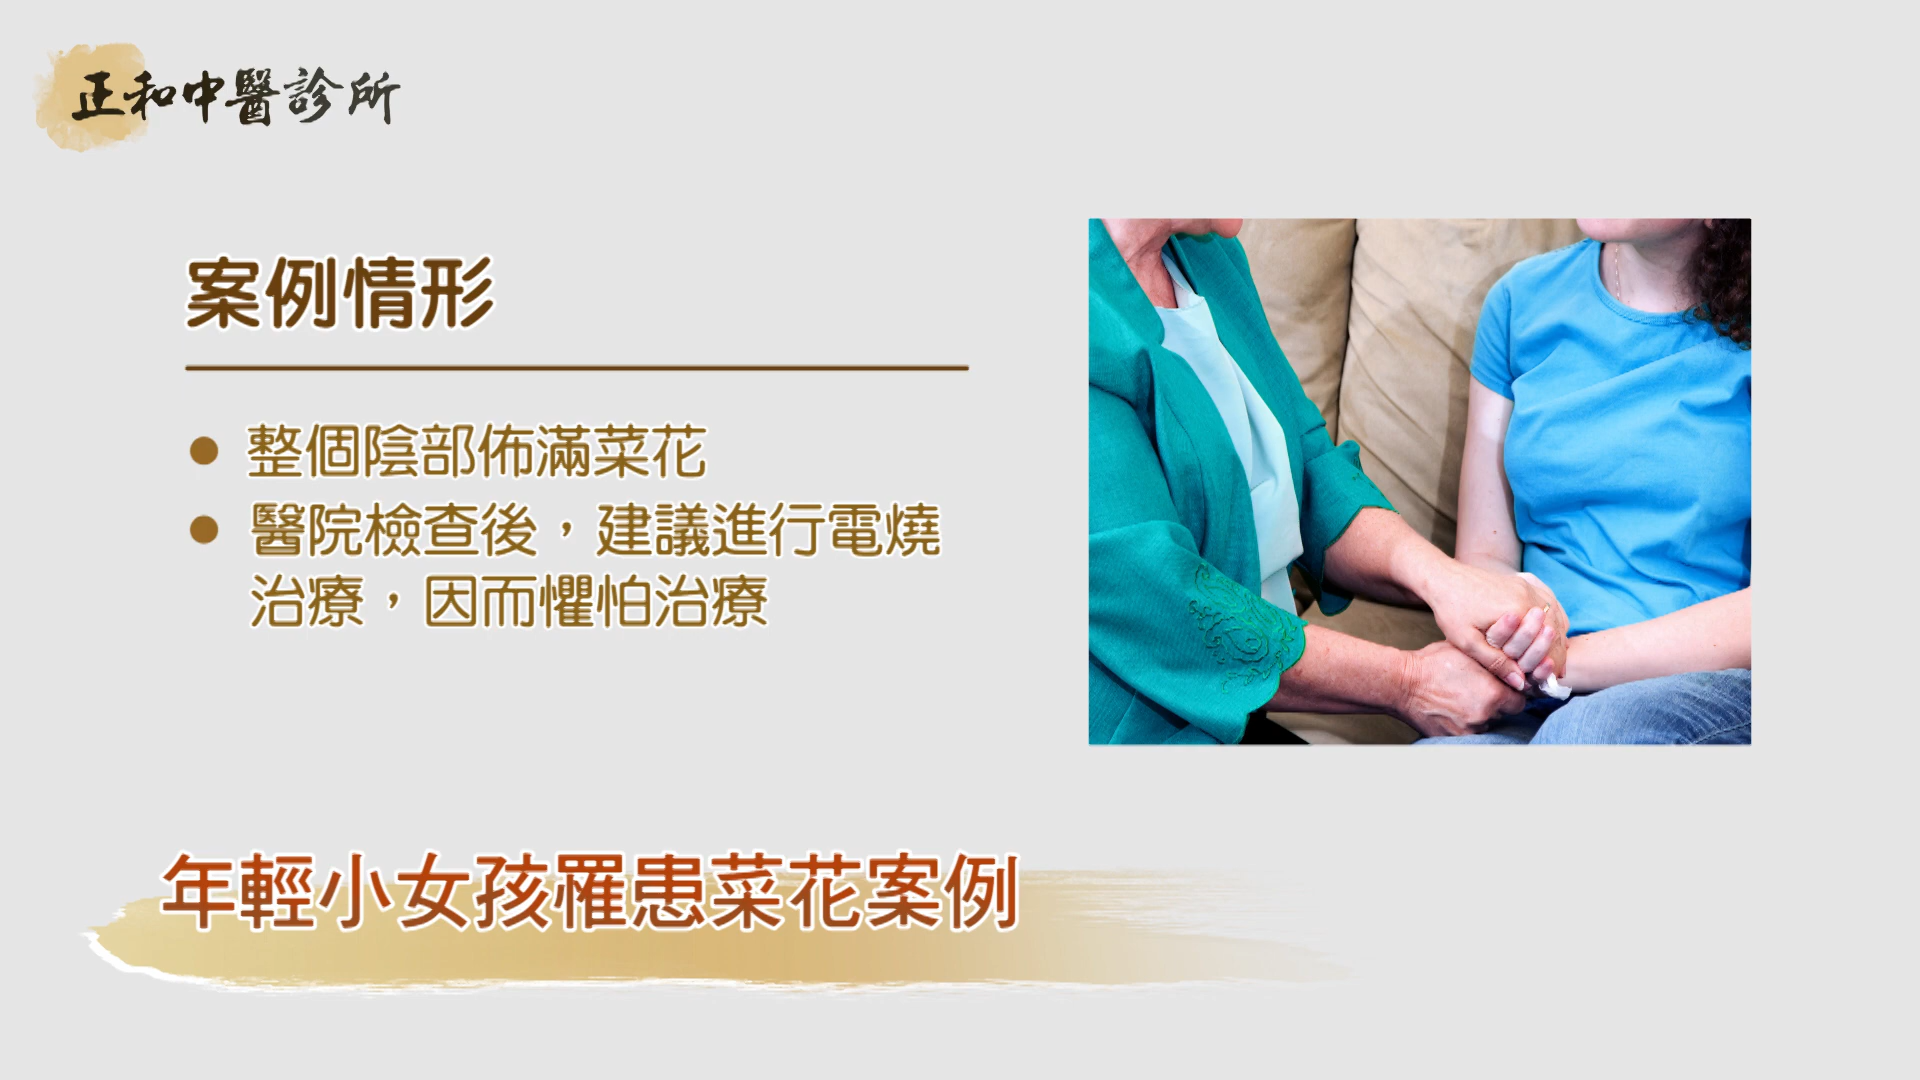 正和中醫診所
案例情形
● 整個陰部佈滿菜花
● 醫院檢查後，建議進行電燒
治療，因而懼怕治療
年輕小女孩罹患菜花案例